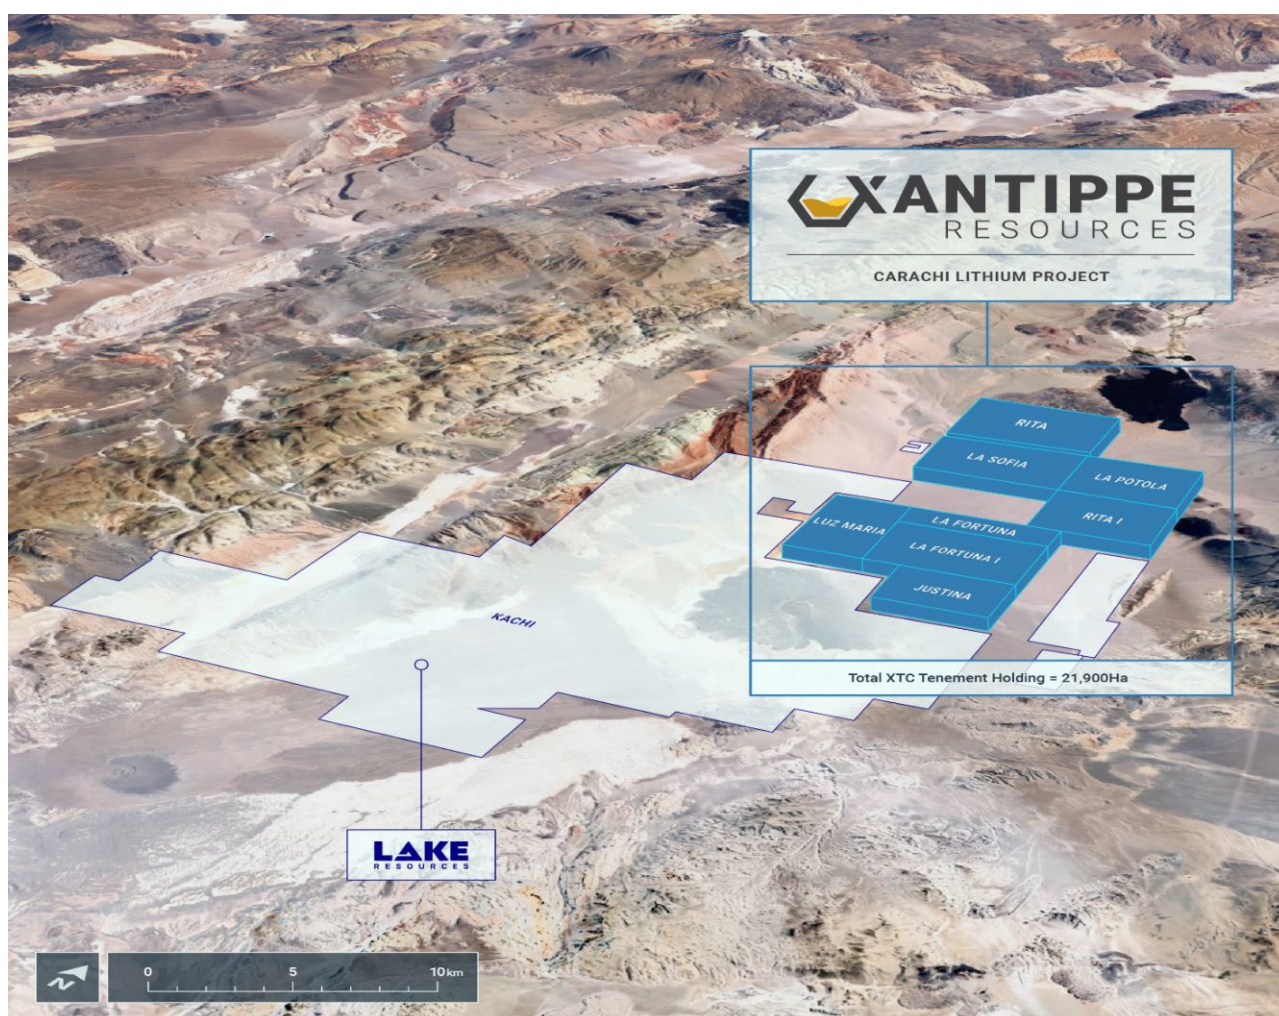 XANTIPPE
RESOURCES
CARACHI LITHIUM PROJECT
RITA
LA SOFIA
LA POTOLA
LUZ MARIA
LA FORTUNA
RITA I
LA FORTUNA I
JUSTINA
KACHI
Total XTC Tenement Holding = 21,900Ha
LAKE
RESOURCES
N
0 5 10km